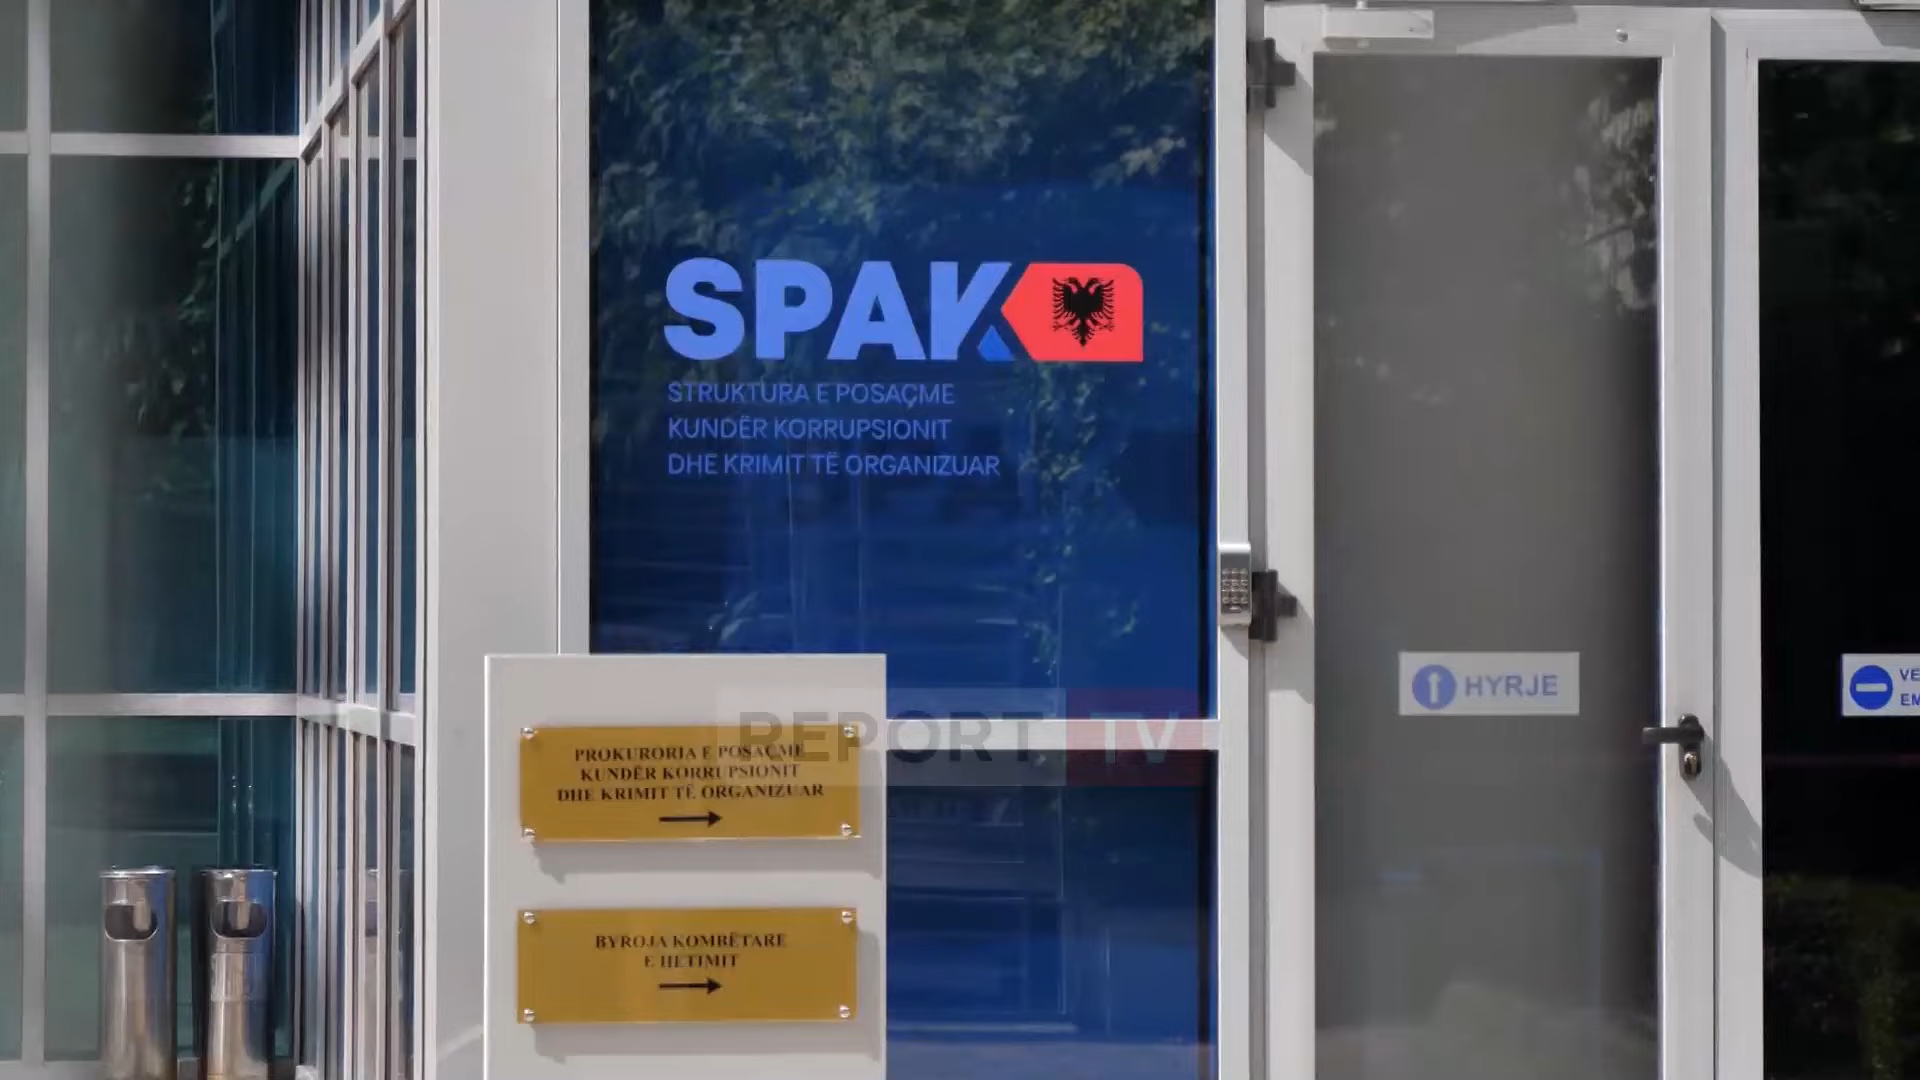 SPAK
STRUKTURA E POSAÇME
KUNDËR KORRUPSIONIT
DHE KRIMIT TË ORGANIZUAR
HYRJE
REPORT TV
PROKURORIA E POSAÇME
KUNDËR KORRUPSIONIT
DHE KRIMIT TË ORGANIZUAR
BYROJA KOMBËTARE
E HETIMIT